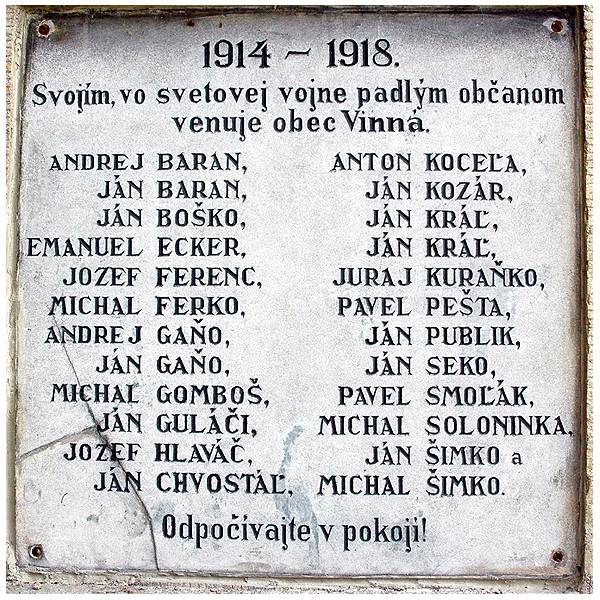 1914 – 1918.
Svojím, vo svetovej vojne padlým občanom
venuje obec Vinná.
ANDREJ BARAN,
JÁN BARAN,
JÁN BOŠKO,
EMANUEL ECKER,
JOZEF FERENC,
MICHAL FERKO,
ANDREJ GAŇO,
JÁN GAŇO,
MICHAL GOMBOŠ,
JÁN GULÁČI,
JOZEF HLAVÁČ,
JÁN CHVOSTÁĽ,
ANTON KOCEĽA,
JÁN KOZÁR,
JÁN KRÁĽ,
JÁN KRÁĽ,
JURAJ KURAŇKO,
PAVEL PEŠTA,
JÁN PUBLIK,
JÁN SEKO,
PAVEL SMOĽÁK,
MICHAL SOLONINKA,
JÁN ŠIMKO a
MICHAL ŠIMKO.
Odpočívajte v pokoji!